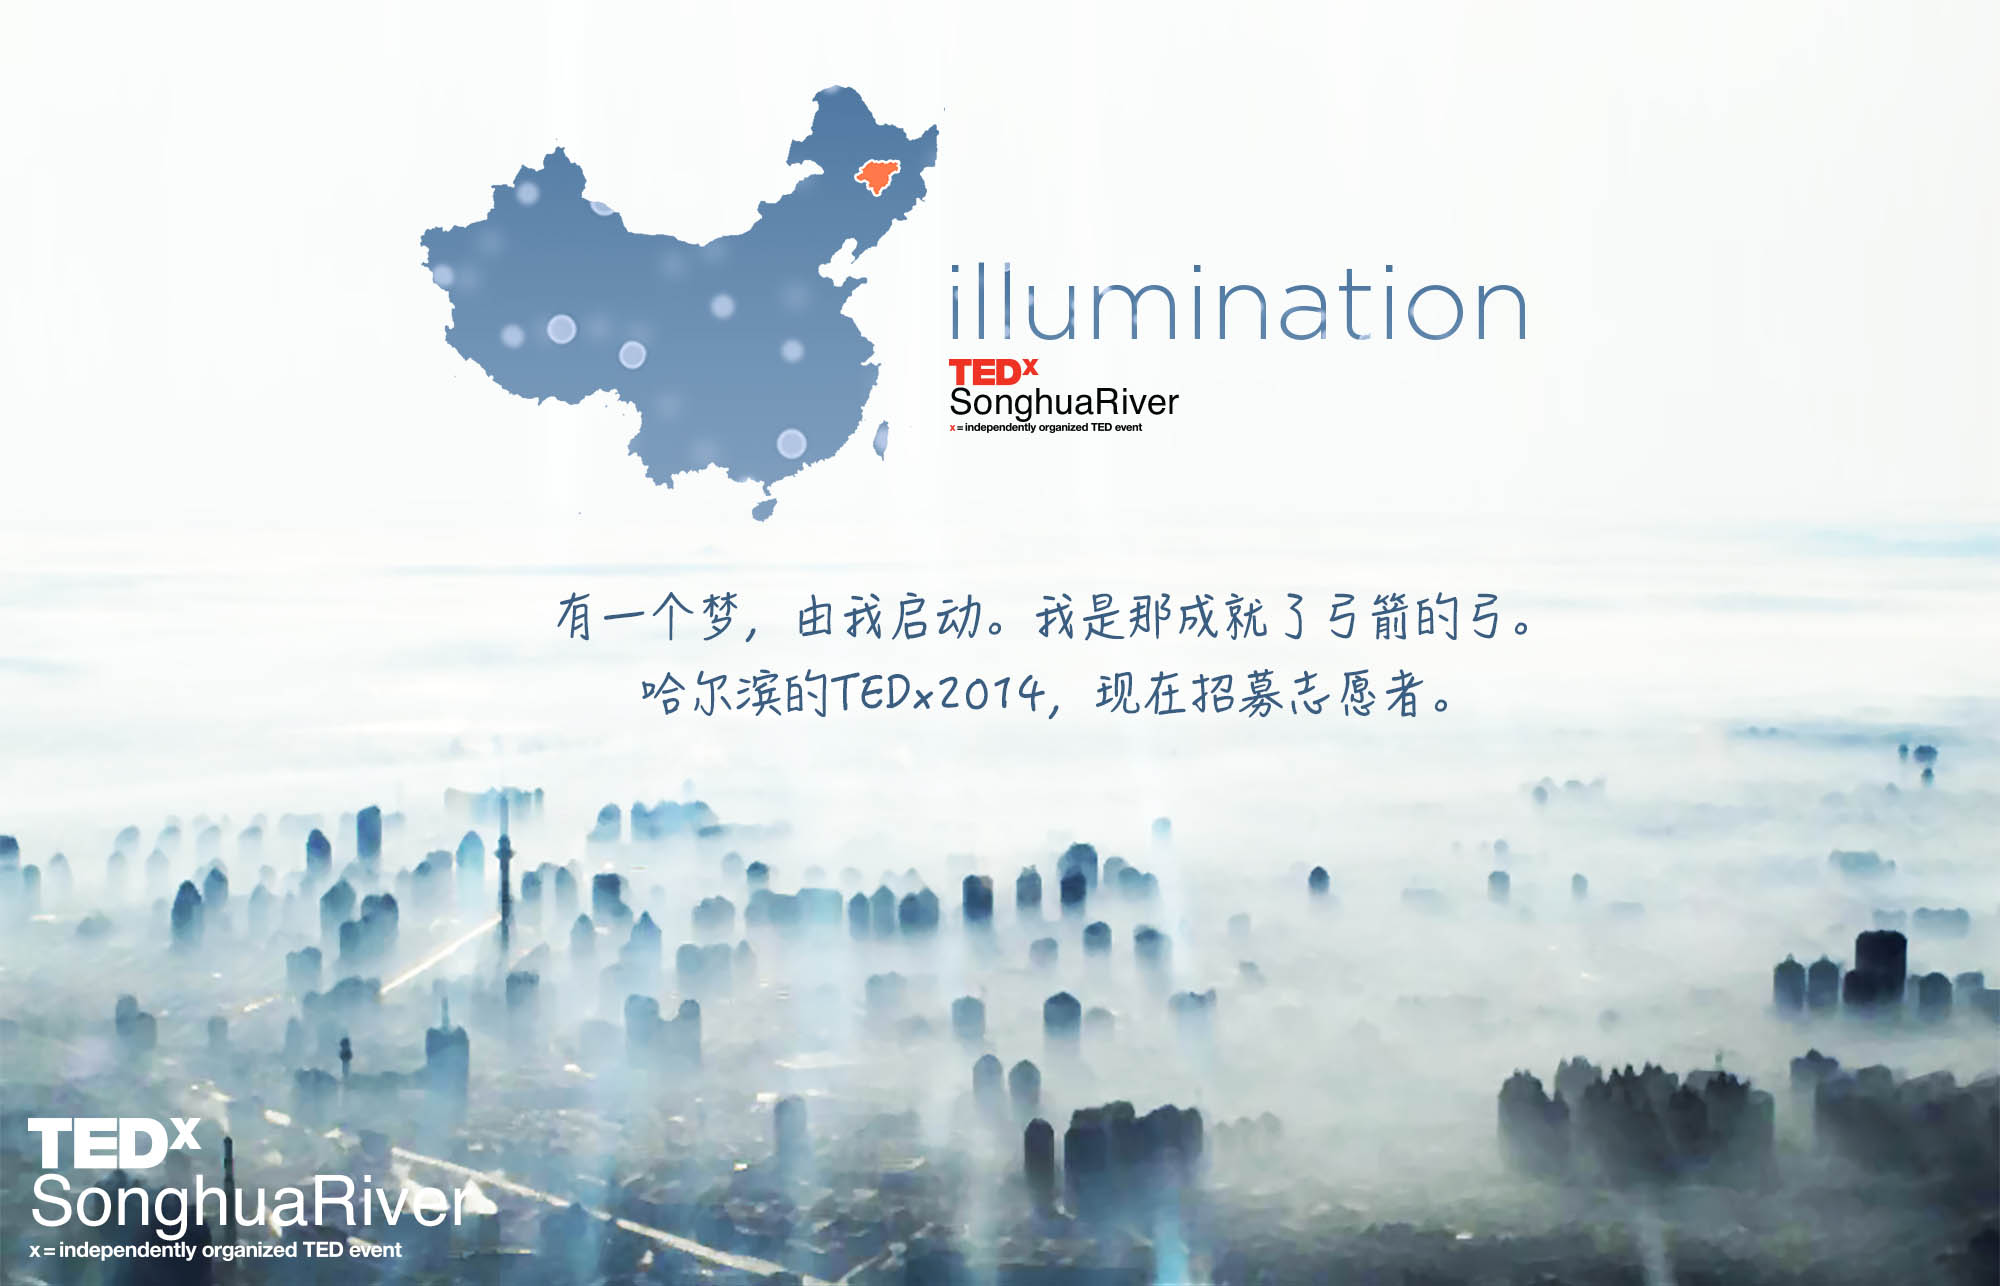 illumination
TEDx
SonghuaRiver
x = independently organized TED event
有一个梦，由我启动。我是那成就了弓箭的弓。
哈尔滨的TEDx2014，现在招募志愿者。
TEDx
SonghuaRiver
x = independently organized TED event